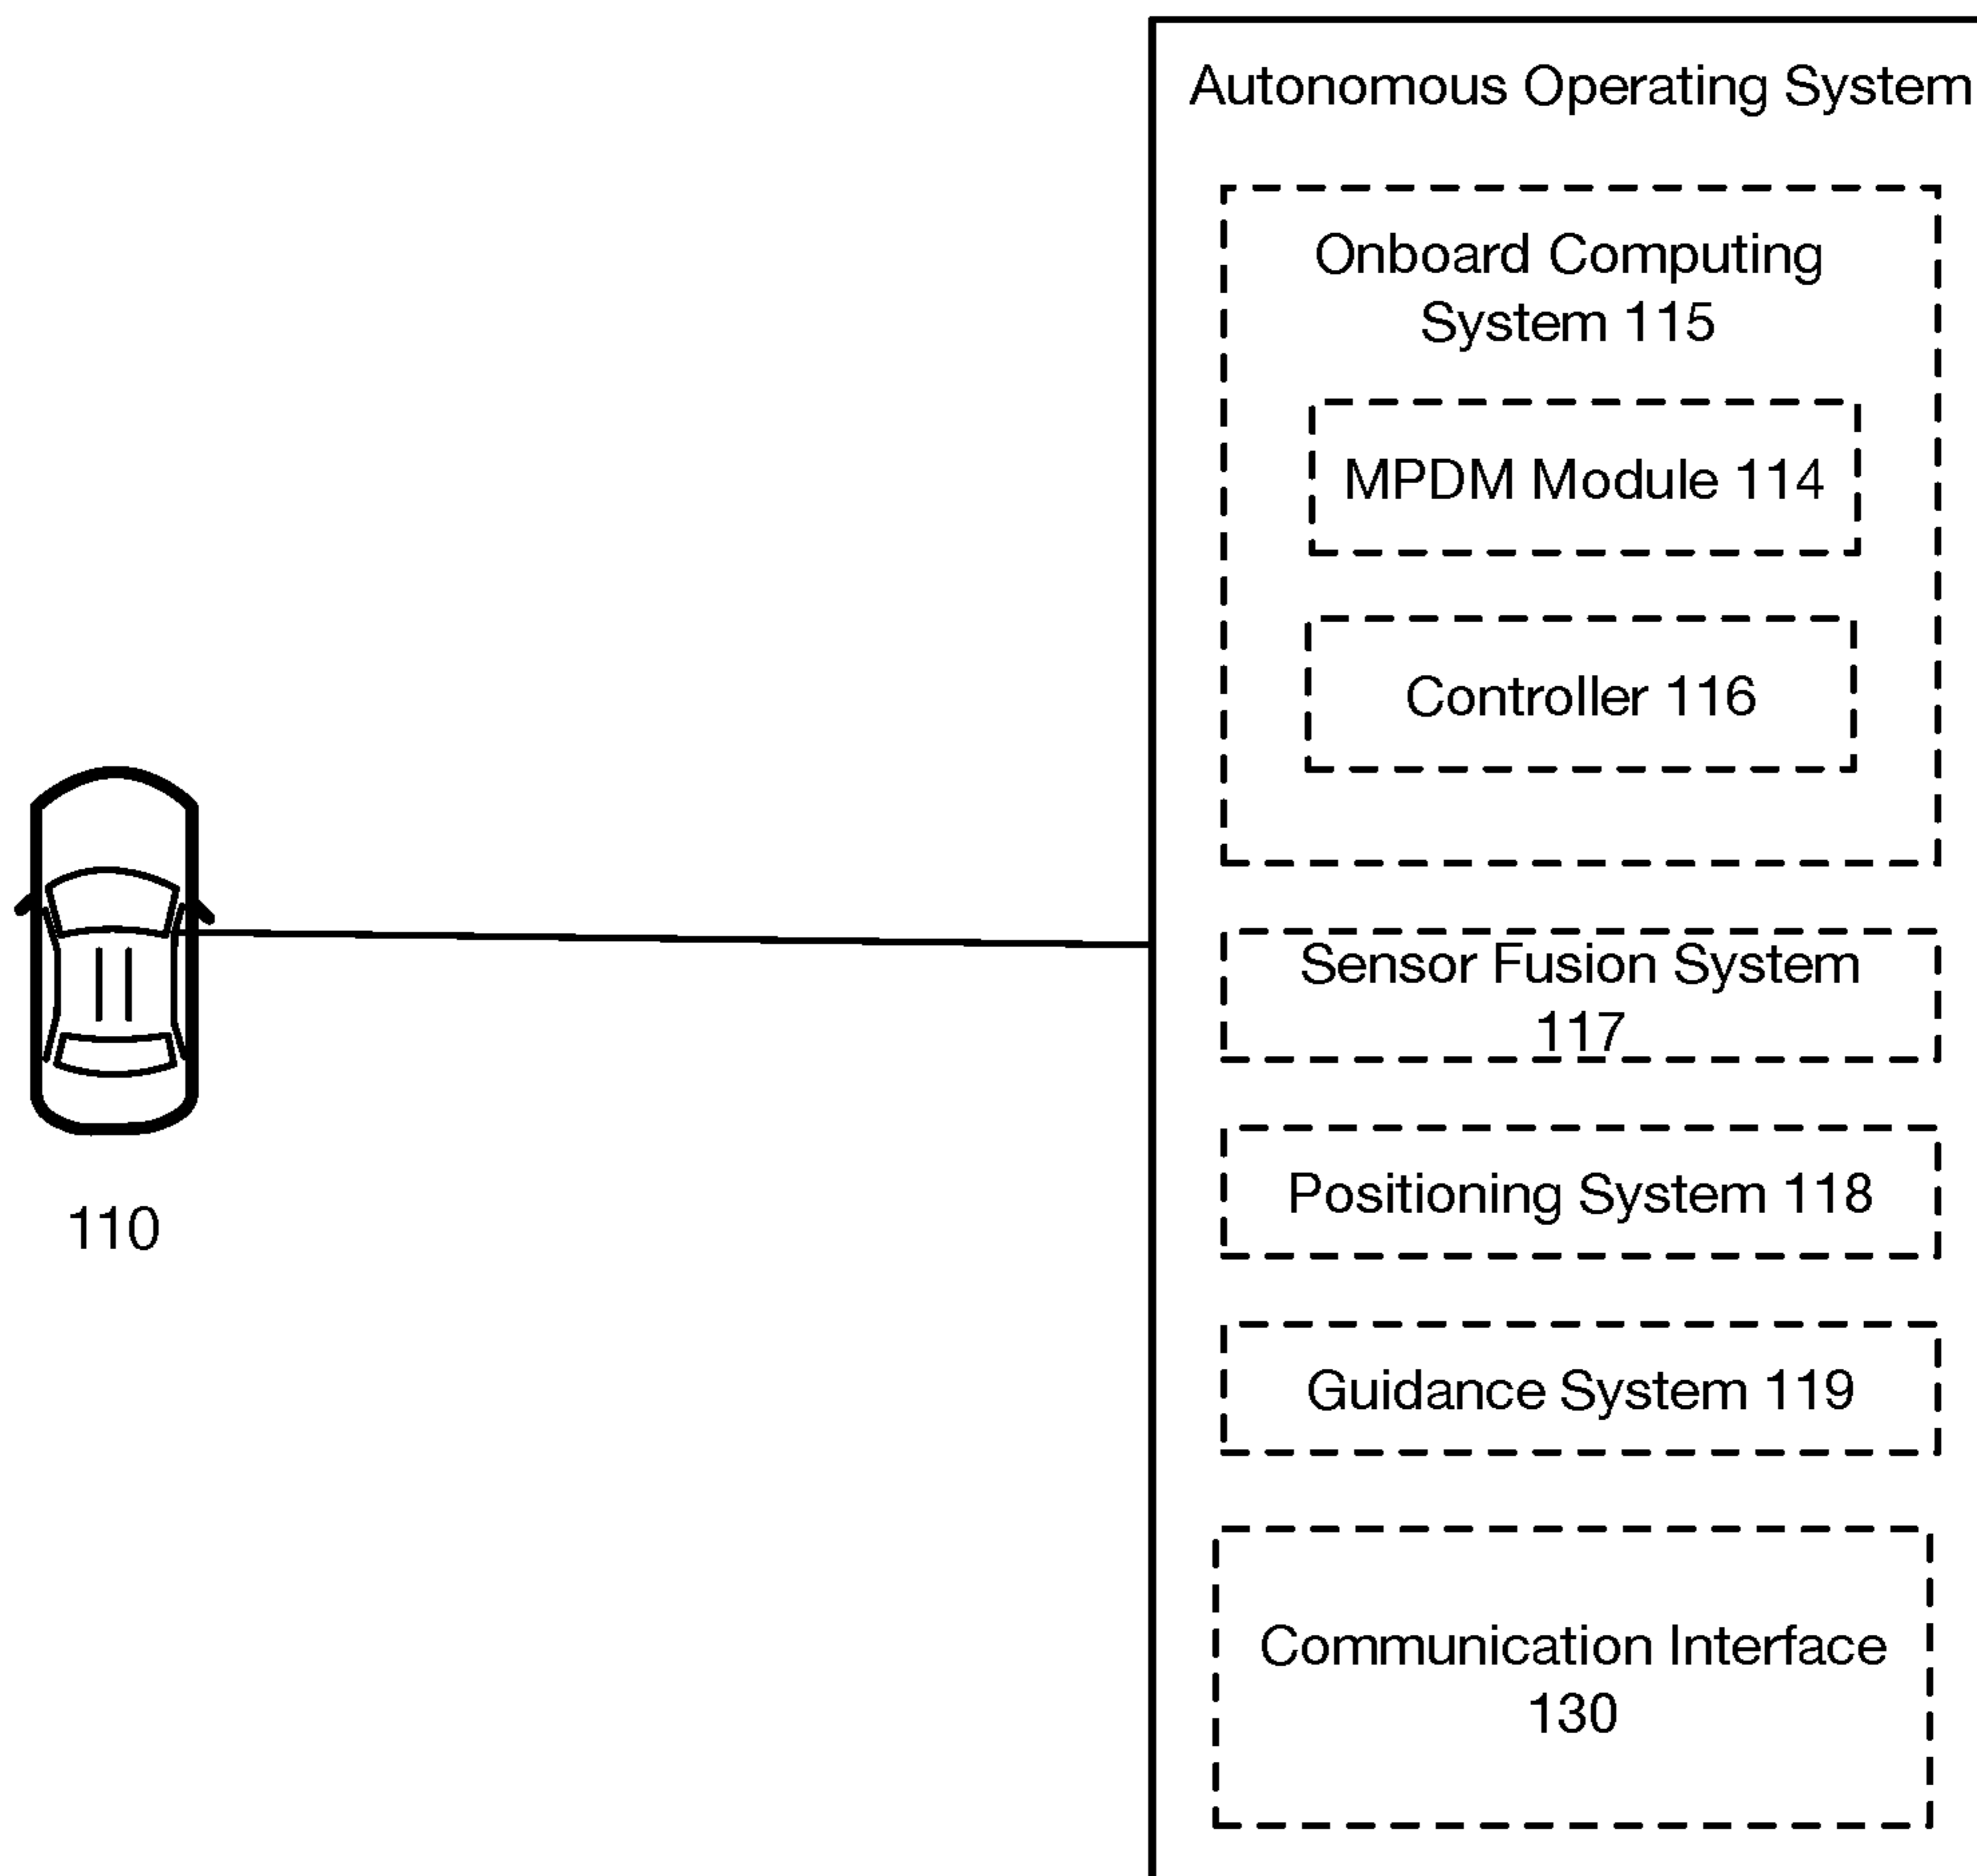 Autonomous Operating System
Onboard Computing
System 115
MPDM Module 114
Controller 116
Sensor Fusion System
117
Positioning System 118
110
Guidance System 119
Communication Interface
130